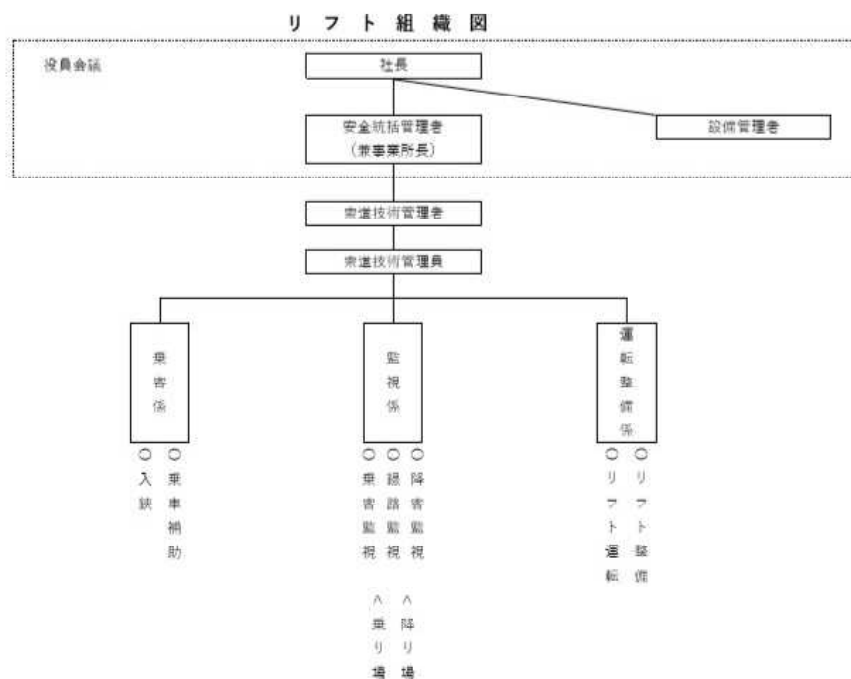 リフト組織図
役員会議
社長
安全統括管理者
(兼事業所長)
設備管理者
索道技術管理者
索道技術管理員
乗客係
監視係
運転整備係
○乗車補助
○入鋏
○降客監視
○線路監視
○乗客監視
○リフト整備
○リフト運転
<降り場
<乗り場